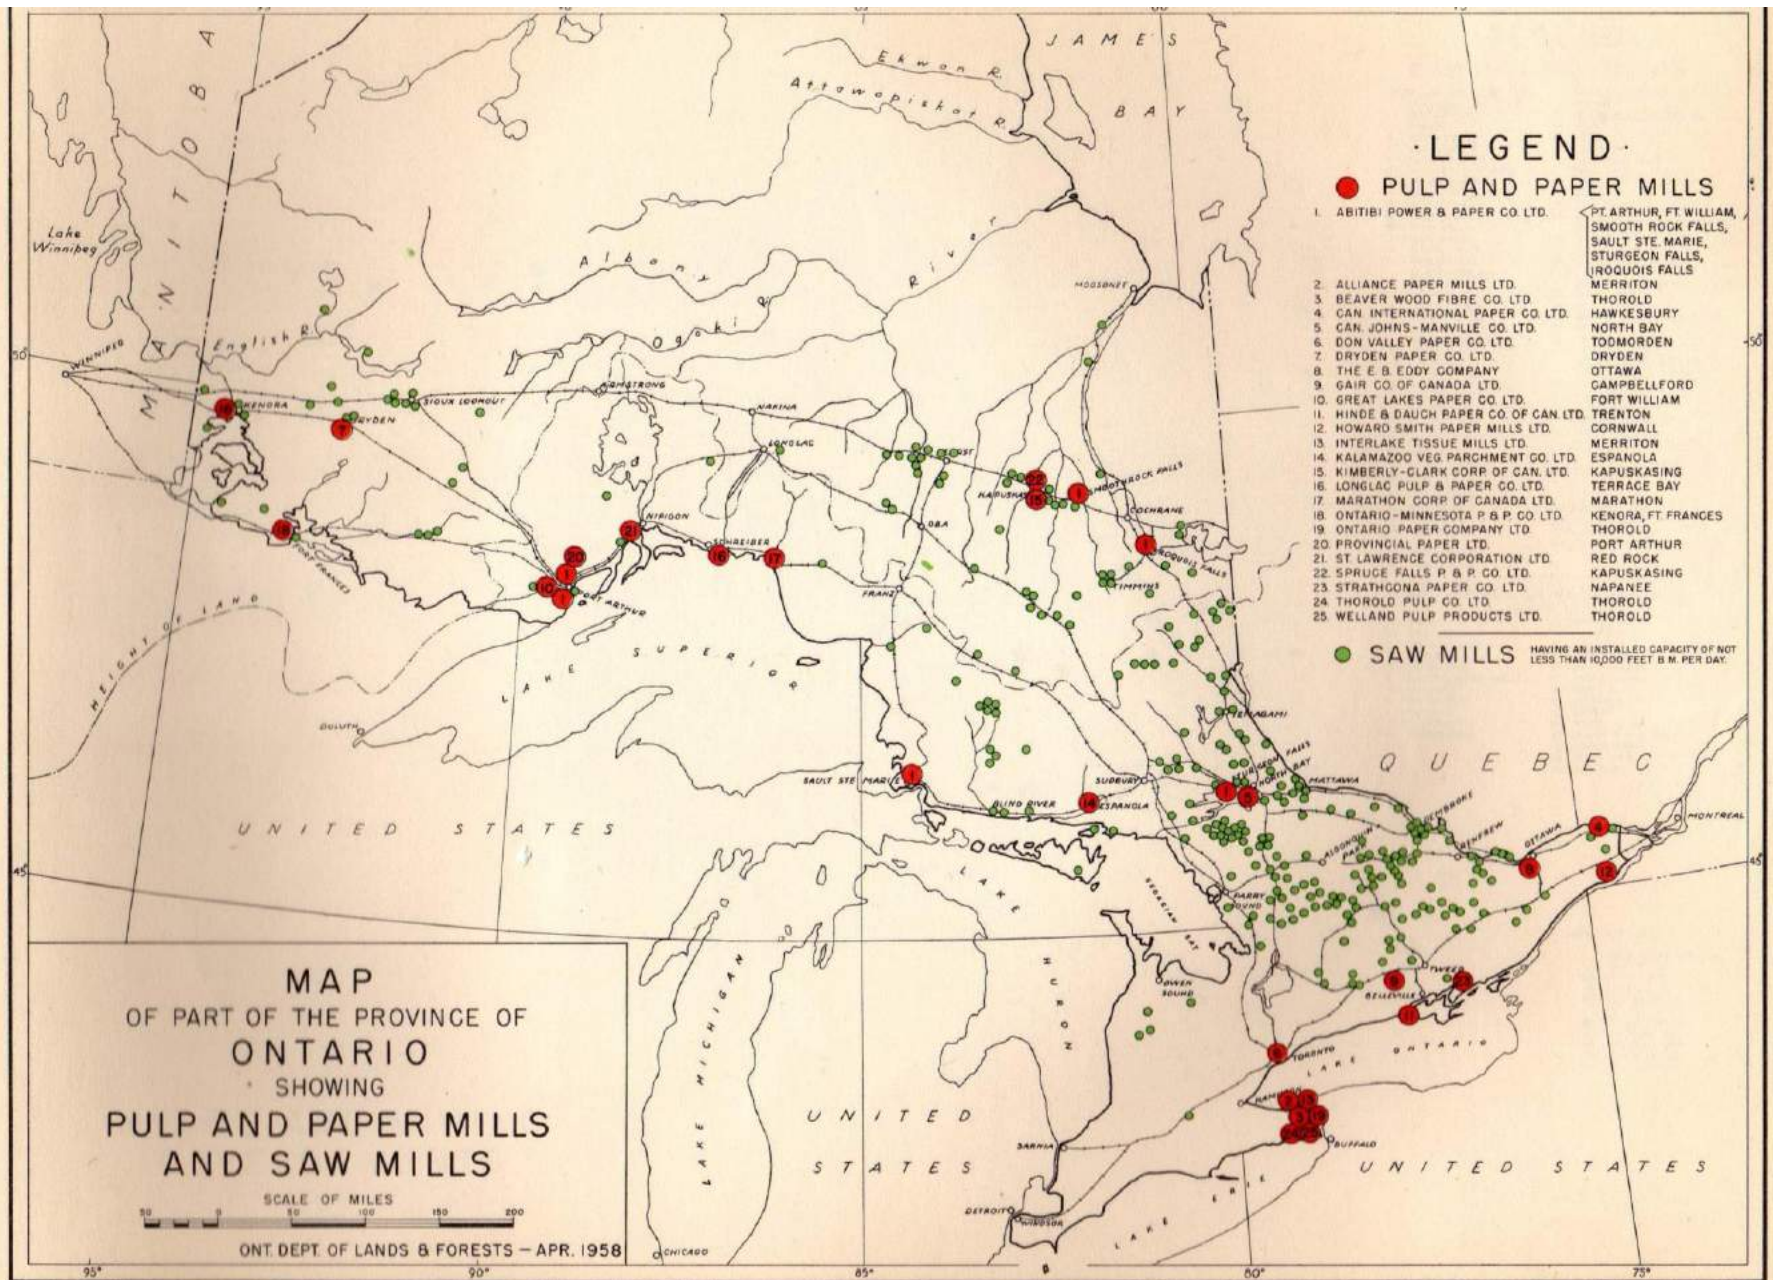 95°
90
85
80
75
JAMES
BAY
Ekwan R.
Attawapiskat R.
MANITOBA
Lake
Winnipeg
Albany
River
Ogoki R
English R.
50
50
WINNIPEG
KENORA
DRYDEN
SIOUX LOOKOUT
ARMSTRONG
NAKINA
LONGLAC
MOOSONEE
SMOOTH ROCK FALLS
COCHRANE
IROQUOIS FALLS
TIMMINS
OBA
FRANZ
NIPIGON
SCHREIBER
PORT ARTHUR
FORT FRANCES
HEIGHT OF LAND
LAKE SUPERIOR
DULUTH
·LEGEND·
PULP AND PAPER MILLS
1. ABITIBI POWER & PAPER CO. LTD. PT. ARTHUR, FT. WILLIAM,
SMOOTH ROCK FALLS,
SAULT STE. MARIE,
STURGEON FALLS,
IROQUOIS FALLS
2. ALLIANCE PAPER MILLS LTD. MERRITON
3. BEAVER WOOD FIBRE CO. LTD. THOROLD
4. CAN. INTERNATIONAL PAPER CO. LTD. HAWKESBURY
5. CAN. JOHNS-MANVILLE CO. LTD. NORTH BAY
6. DON VALLEY PAPER CO. LTD. TODMORDEN
7. DRYDEN PAPER CO. LTD. DRYDEN
8. THE E. B. EDDY COMPANY OTTAWA
9. GAIR CO. OF CANADA LTD. CAMPBELLFORD
10. GREAT LAKES PAPER CO. LTD. FORT WILLIAM
11. HINDE & DAUCH PAPER CO. OF CAN. LTD. TRENTON
12. HOWARD SMITH PAPER MILLS LTD. CORNWALL
13. INTERLAKE TISSUE MILLS LTD. MERRITON
14. KALAMAZOO VEG. PARCHMENT CO. LTD. ESPANOLA
15. KIMBERLY-CLARK CORP. OF CAN. LTD. KAPUSKASING
16. LONGLAC PULP & PAPER CO. LTD. TERRACE BAY
17. MARATHON CORP. OF CANADA LTD. MARATHON
18. ONTARIO-MINNESOTA P. & P. CO. LTD. KENORA, FT. FRANCES
19. ONTARIO PAPER COMPANY LTD. THOROLD
20. PROVINCIAL PAPER LTD. PORT ARTHUR
21. ST. LAWRENCE CORPORATION LTD. RED ROCK
22. SPRUCE FALLS P. & P. CO. LTD. KAPUSKASING
23. STRATHCONA PAPER CO. LTD. NAPANEE
24. THOROLD PULP CO. LTD. THOROLD
25. WELLAND PULP PRODUCTS LTD. THOROLD
SAW MILLS HAVING AN INSTALLED CAPACITY OF NOT
LESS THAN 10,000 FEET B.M. PER DAY.
TEMAGAMI
QUEBEC
SAULT STE. MARIE
BLIND RIVER
ESPANOLA
SUDBURY
STURGEON FALLS
NORTH BAY
MATTAWA
PEMBROKE
RENFREW
OTTAWA
MONTREAL
ALGONQUIN
PARK
PARRY
SOUND
GEORGIAN BAY
OWEN
SOUND
TWEED
BELLEVILLE
TORONTO
HAMILTON
BUFFALO
LAKE ONTARIO
LAKE ERIE
LAKE HURON
LAKE MICHIGAN
SARNIA
DETROIT
WINDSOR
CHICAGO
UNITED STATES
UNITED
STATES
UNITED STATES
45
45
MAP
OF PART OF THE PROVINCE OF
ONTARIO
SHOWING
PULP AND PAPER MILLS
AND SAW MILLS
SCALE OF MILES
50 0 50 100 150 200
ONT. DEPT. OF LANDS & FORESTS – APR. 1958
95°
90°
85°
80°
75°